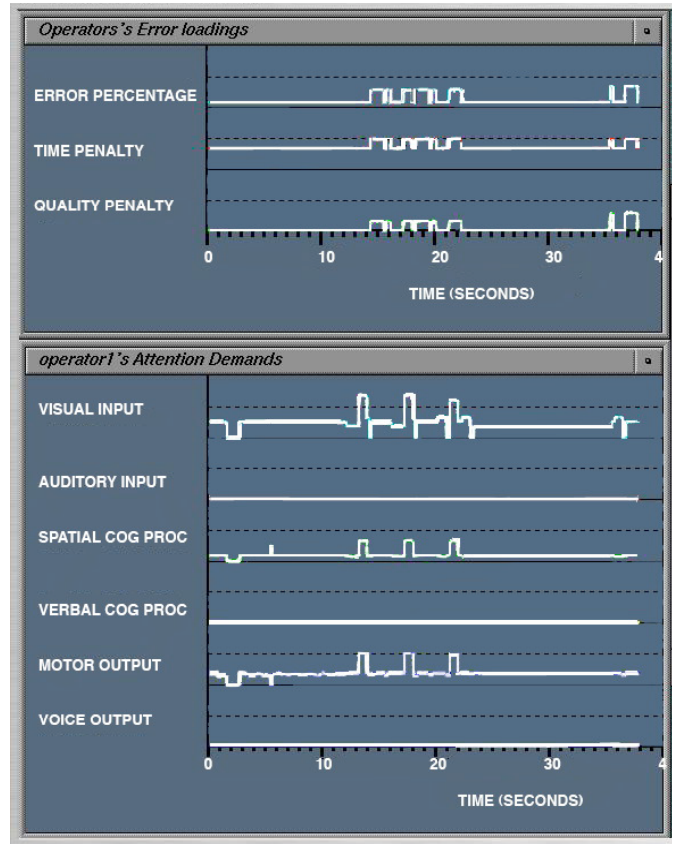 Operators's Error loadings
ERROR PERCENTAGE
TIME PENALTY
QUALITY PENALTY
0 10 20 30 4
TIME (SECONDS)
operator1's Attention Demands
VISUAL INPUT
AUDITORY INPUT
SPATIAL COG PROC
VERBAL COG PROC
MOTOR OUTPUT
VOICE OUTPUT
0 10 20 30 4
TIME (SECONDS)